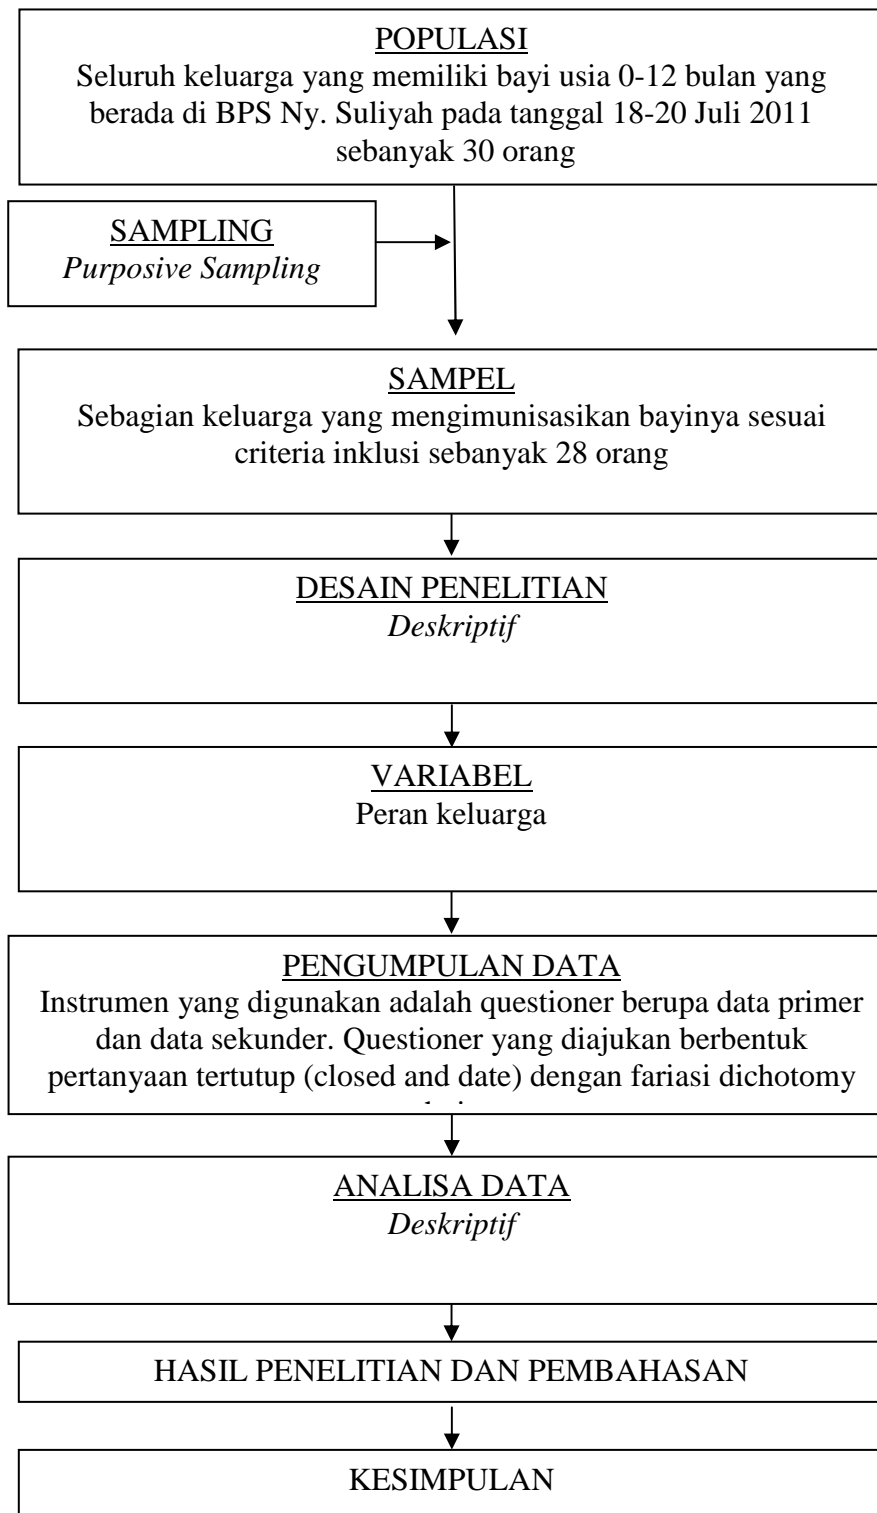 POPULASI
Seluruh keluarga yang memiliki bayi usia 0-12 bulan yang
berada di BPS Ny. Suliyah pada tanggal 18-20 Juli 2011
sebanyak 30 orang
SAMPLING
Purposive Sampling
SAMPEL
Sebagian keluarga yang mengimunisasikan bayinya sesuai
criteria inklusi sebanyak 28 orang
DESAIN PENELITIAN
Deskriptif
VARIABEL
Peran keluarga
PENGUMPULAN DATA
Instrumen yang digunakan adalah questioner berupa data primer
dan data sekunder. Questioner yang diajukan berbentuk
pertanyaan tertutup (closed and date) dengan fariasi dichotomy
ANALISA DATA
Deskriptif
HASIL PENELITIAN DAN PEMBAHASAN
KESIMPULAN